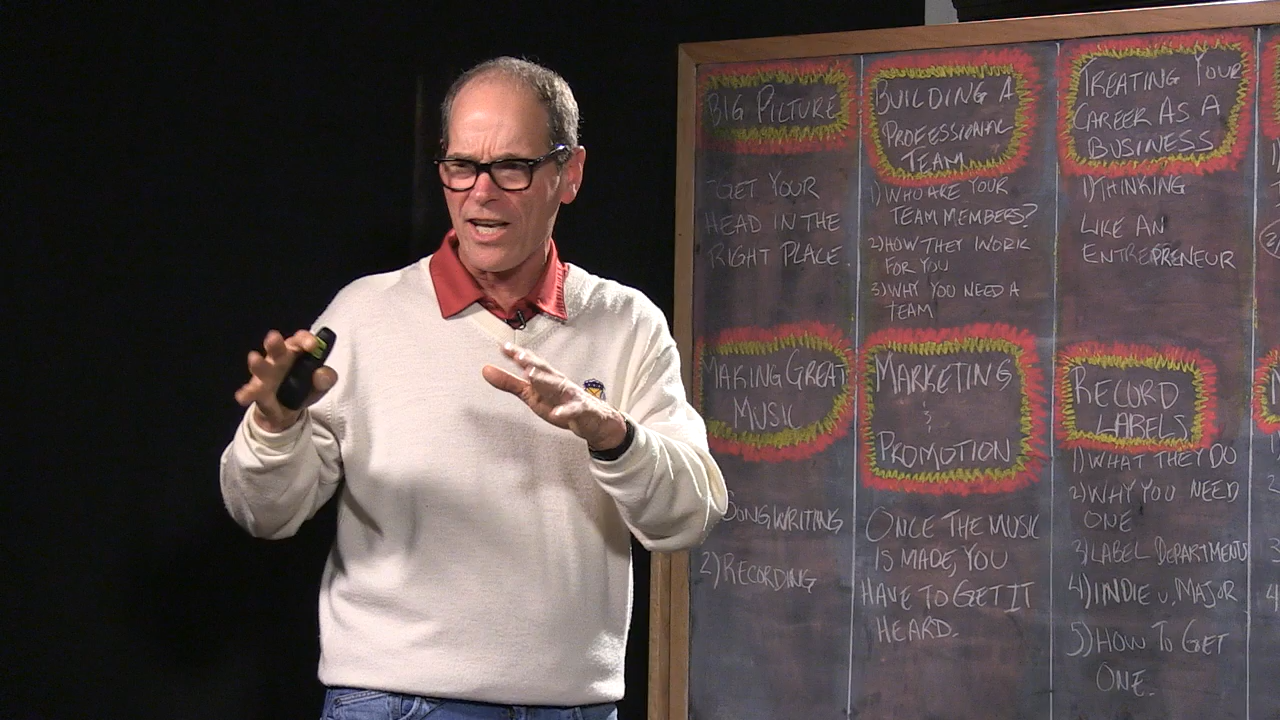 BIG PICTURE
- GET YOUR
HEAD IN THE
RIGHT PLACE.
BUILDING A
PROFESSIONAL
TEAM
1) WHO ARE YOUR
TEAM MEMBERS?
2) HOW THEY WORK
FOR YOU
3) WHY YOU NEED A
TEAM
TREATING YOUR
CAREER AS A
BUSINESS
1) THINKING
LIKE AN
ENTREPRENEUR
MAKING GREAT
MUSIC
SONGWRITING
2) RECORDING
MARKETING
&
PROMOTION
ONCE THE MUSIC
IS MADE, YOU
HAVE TO GET IT
HEARD.
RECORD
LABELS
1) WHAT THEY DO
2) WHY YOU NEED
ONE
3) LABEL DEPARTMENTS
4) INDIE v. MAJOR
5) HOW TO GET
ONE.